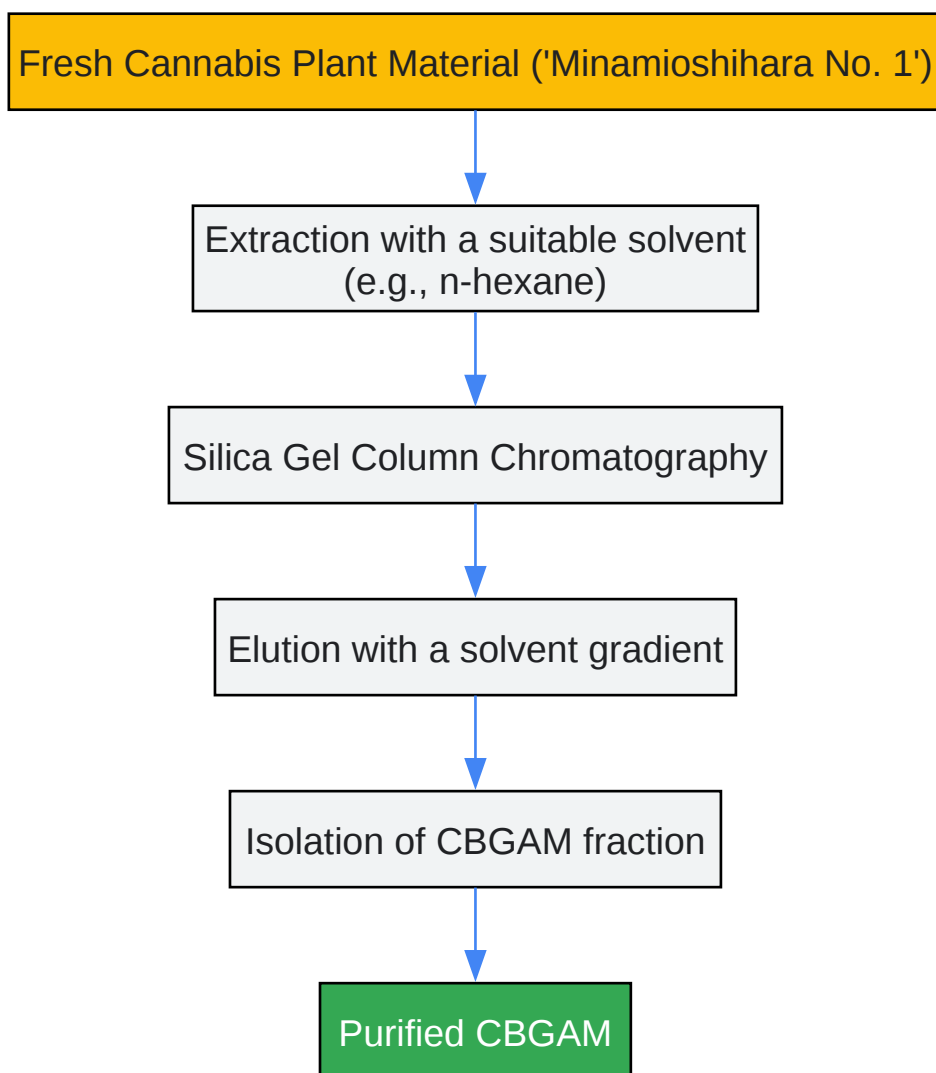 Fresh Cannabis Plant Material ('Minamioshihara No. 1')
Extraction with a suitable solvent
(e.g., n-hexane)
Silica Gel Column Chromatography
Elution with a solvent gradient
Isolation of CBGAM fraction
Purified CBGAM